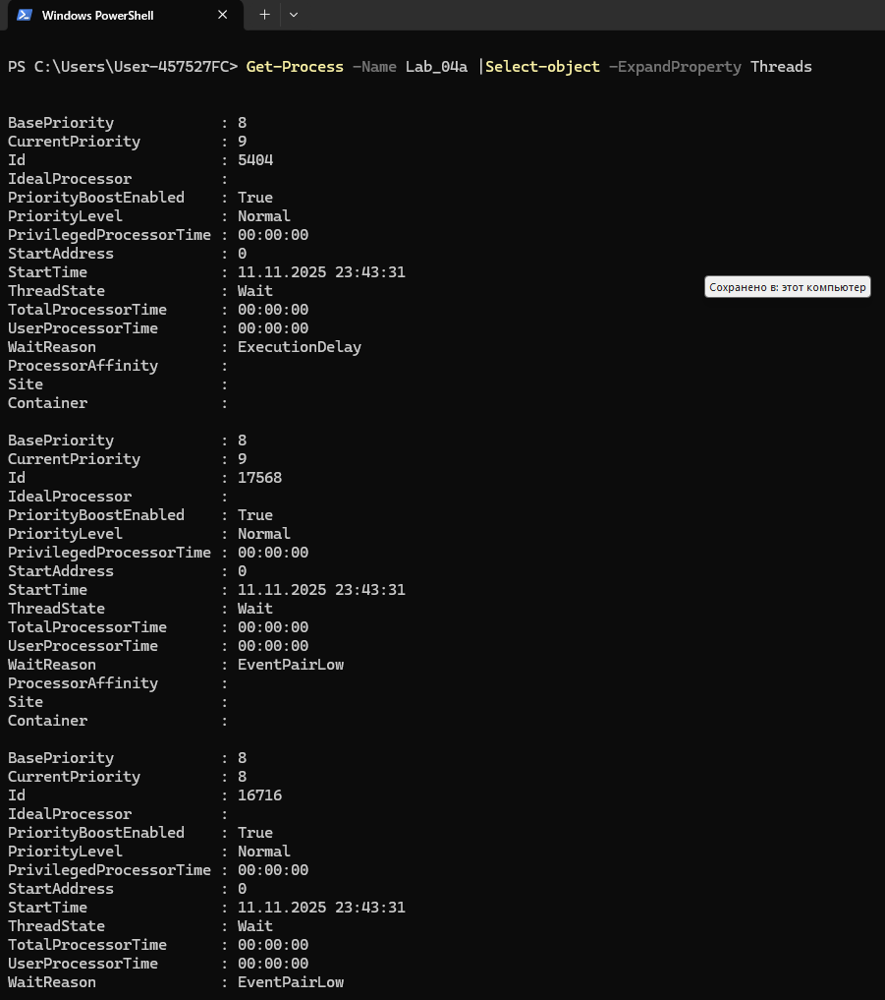 Windows PowerShell
PS C:\Users\User-457527FC> Get-Process -Name Lab_04a |Select-object -ExpandProperty Threads
BasePriority : 8
CurrentPriority : 9
Id : 5404
IdealProcessor :
PriorityBoostEnabled : True
PriorityLevel : Normal
PrivilegedProcessorTime : 00:00:00
StartAddress : 0
StartTime : 11.11.2025 23:43:31
Сохранено в: этот компьютер
ThreadState : Wait
TotalProcessorTime : 00:00:00
UserProcessorTime : 00:00:00
WaitReason : ExecutionDelay
ProcessorAffinity :
Site :
Container :
BasePriority : 8
CurrentPriority : 9
Id : 17568
IdealProcessor :
PriorityBoostEnabled : True
PriorityLevel : Normal
PrivilegedProcessorTime : 00:00:00
StartAddress : 0
StartTime : 11.11.2025 23:43:31
ThreadState : Wait
TotalProcessorTime : 00:00:00
UserProcessorTime : 00:00:00
WaitReason : EventPairLow
ProcessorAffinity :
Site :
Container :
BasePriority : 8
CurrentPriority : 8
Id : 16716
IdealProcessor :
PriorityBoostEnabled : True
PriorityLevel : Normal
PrivilegedProcessorTime : 00:00:00
StartAddress : 0
StartTime : 11.11.2025 23:43:31
ThreadState : Wait
TotalProcessorTime : 00:00:00
UserProcessorTime : 00:00:00
WaitReason : EventPairLow